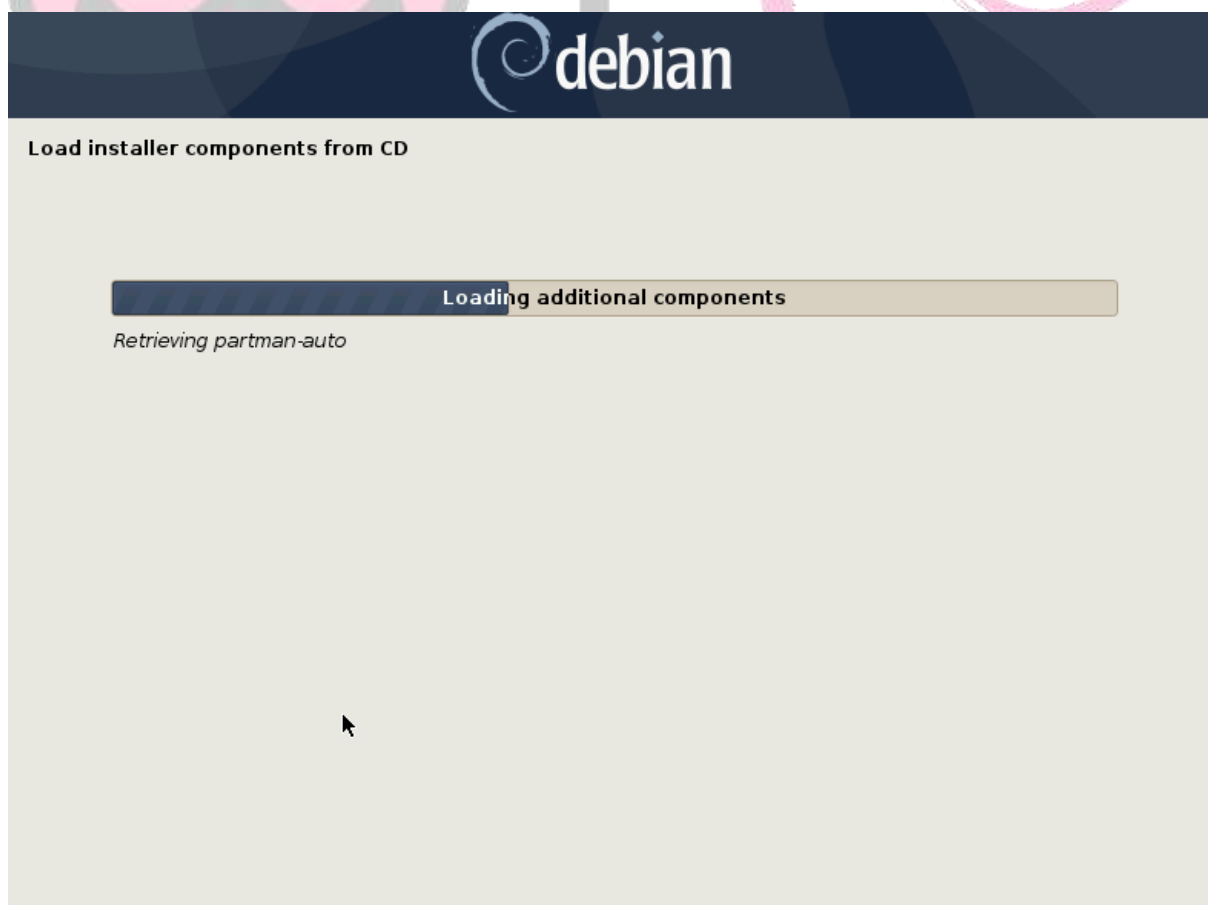 debian
Load installer components from CD
Loading additional components
Retrieving partman-auto